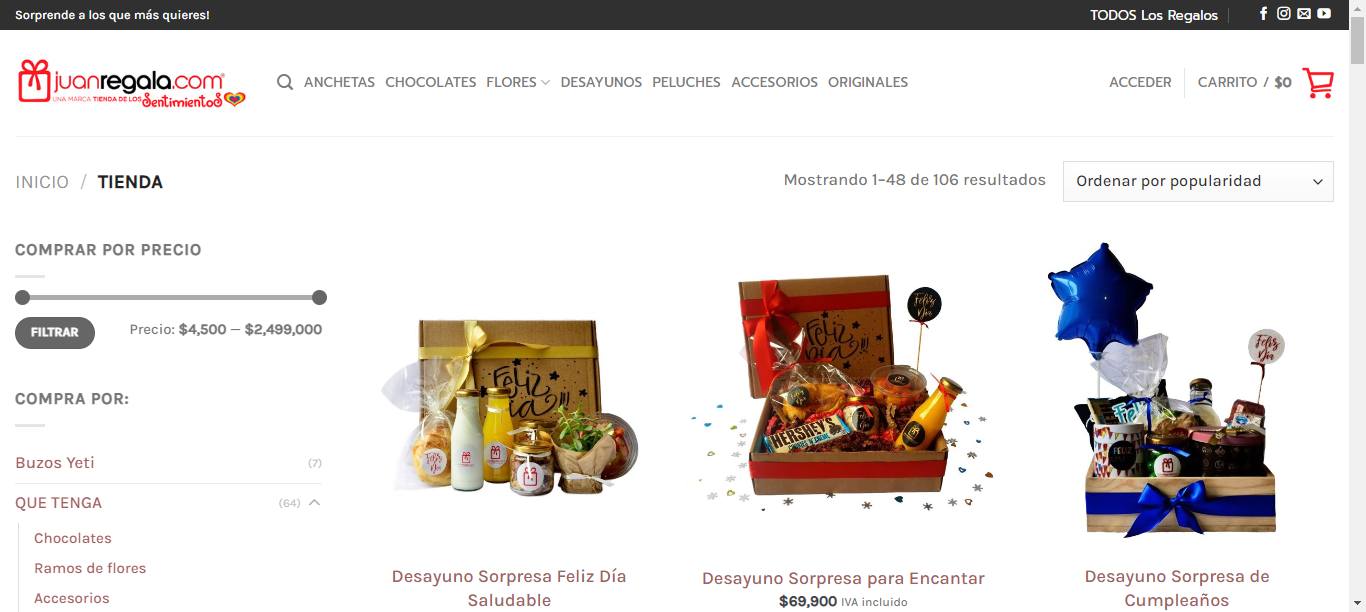 Sorprende a los que más quieres!
TODOS Los Regalos
juanregala.com®
UNA MARCA TIENDA DE LOS Sentimientos
ANCHETAS CHOCOLATES FLORES DESAYUNOS PELUCHES ACCESORIOS ORIGINALES
ACCEDER CARRITO / $0
INICIO / TIENDA
Mostrando 1–48 de 106 resultados
Ordenar por popularidad
COMPRAR POR PRECIO
FILTRAR
Precio: $4,500 — $2,499,000
COMPRA POR:
Buzos Yeti (7)
QUE TENGA (64)
Chocolates
Ramos de flores
Accesorios
FELIZ
DÍA!!!
Feliz
Día
Desayuno Sorpresa Feliz Día
Saludable
FELIZ
DÍA!!!
Feliz
Día
HERSHEY'S
Desayuno Sorpresa para Encantar
$69,900 IVA incluido
Feliz
Día
Desayuno Sorpresa de
Cumpleaños